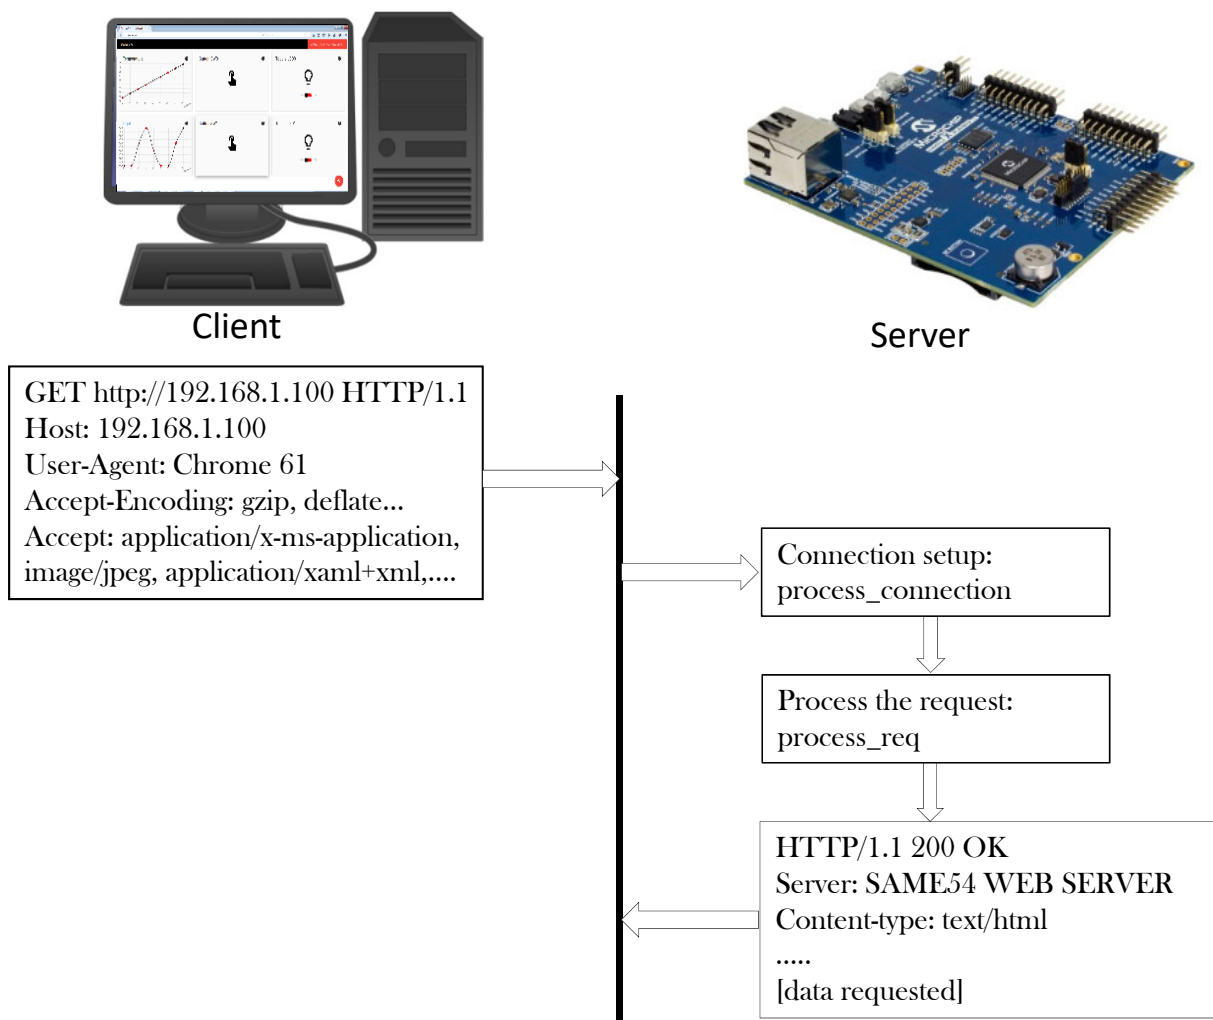 MICROCHIP
Client
Server
GET http://192.168.1.100 HTTP/1.1
Host: 192.168.1.100
User-Agent: Chrome 61
Accept-Encoding: gzip, deflate...
Accept: application/x-ms-application,
image/jpeg, application/xaml+xml,....
Connection setup:
process_connection
Process the request:
process_req
HTTP/1.1 200 OK
Server: SAME54 WEB SERVER
Content-type: text/html
.....
[data requested]